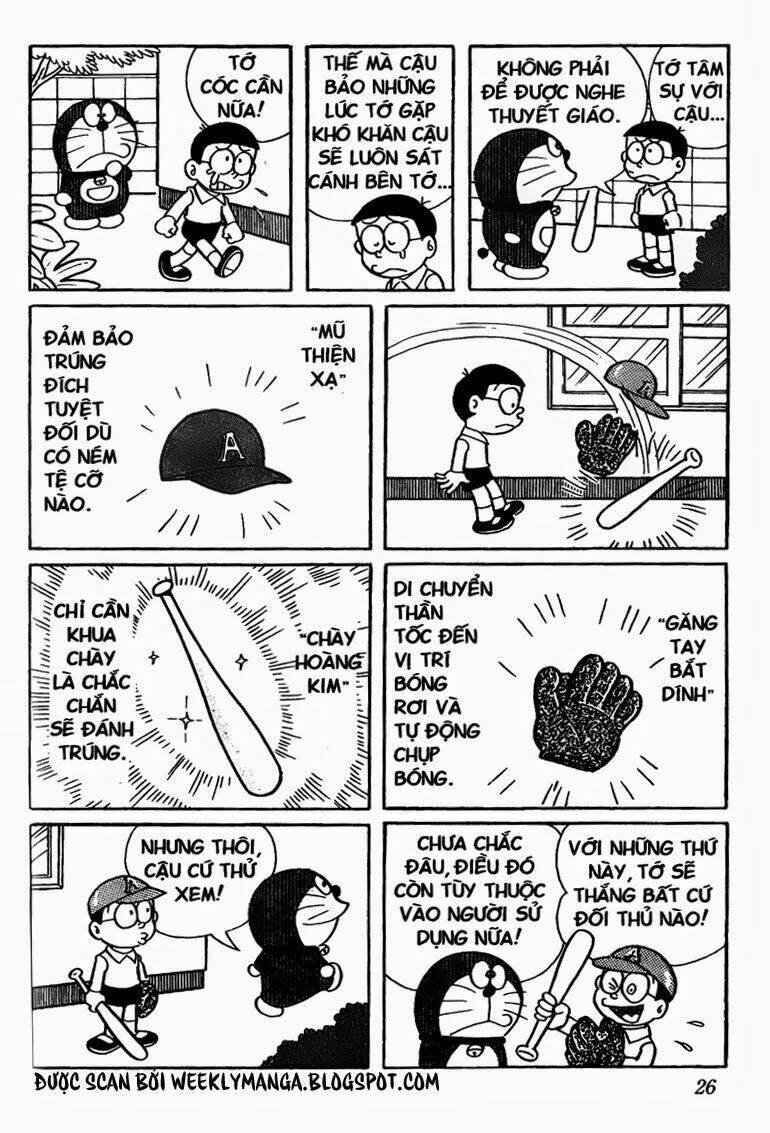 TỚ TÂM
SỰ VỚI
CẬU...
KHÔNG PHẢI
ĐỂ ĐƯỢC NGHE
THUYẾT GIÁO.
THẾ MÀ CẬU
BẢO NHỮNG
LÚC TỚ GẶP
KHÓ KHĂN CẬU
SẼ LUÔN SÁT
CÁNH BÊN TỚ...
TỚ
CÓC CẦN
NỮA!
A
"MŨ
THIỆN
XẠ"
A
ĐẢM BẢO
TRÚNG
ĐÍCH
TUYỆT
ĐỐI DÙ
CÓ NÉM
TỆ CỠ
NÀO.
"GĂNG
TAY
BẮT
DÍNH"
DI CHUYỂN
THẦN
TỐC ĐẾN
VỊ TRÍ
BÓNG
RƠI VÀ
TỰ ĐỘNG
CHỤP
BÓNG.
"CHÀY
HOÀNG
KIM"
CHỈ CẦN
KHUA
CHÀY
LÀ CHẮC
CHẮN
SẼ ĐÁNH
TRÚNG.
VỚI NHỮNG THỨ
NÀY, TỚ SẼ
THẮNG BẤT CỨ
ĐỐI THỦ NÀO!
CHƯA CHẮC
ĐÂU, ĐIỀU ĐÓ
CÒN TÙY THUỘC
VÀO NGƯỜI SỬ
DỤNG NỮA!
A
NHƯNG THÔI,
CẬU CỨ THỬ
XEM!
A
ĐƯỢC SCAN BỞI WEEKLYMANGA.BLOGSPOT.COM
26